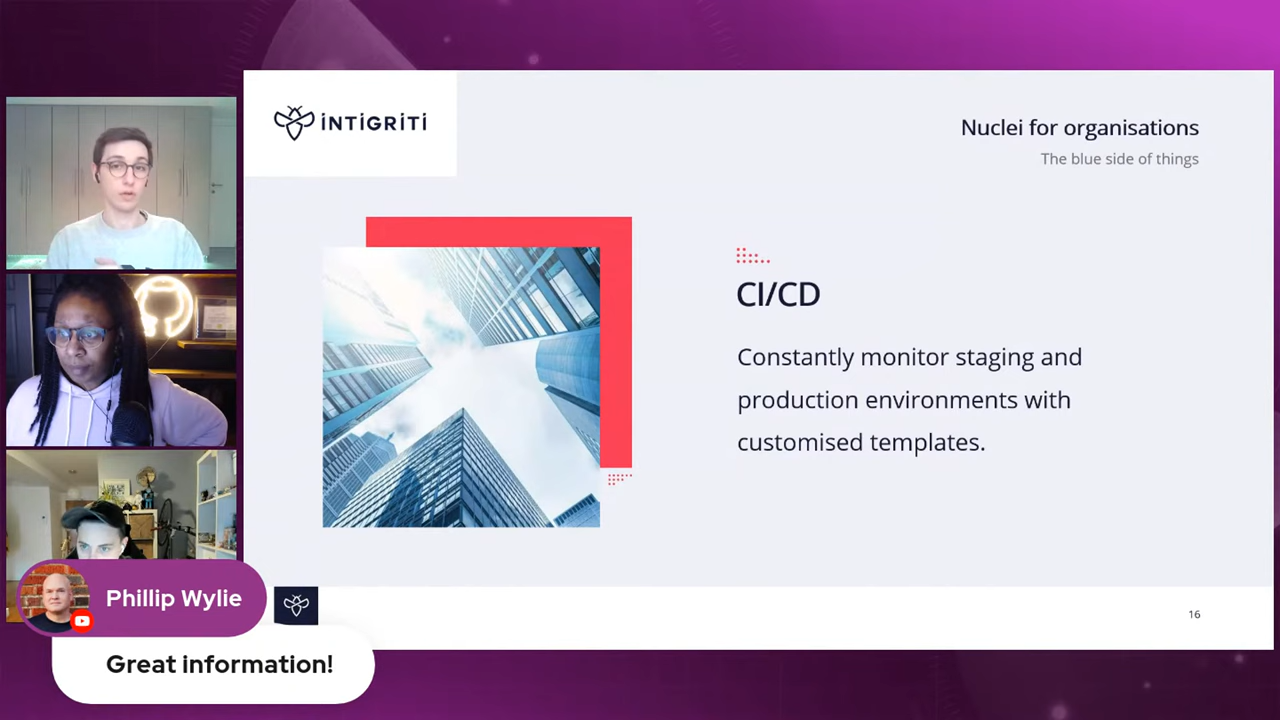 INTIGRITI
Nuclei for organisations
The blue side of things
CI/CD
Constantly monitor staging and
production environments with
customised templates.
16
Phillip Wylie
Great information!